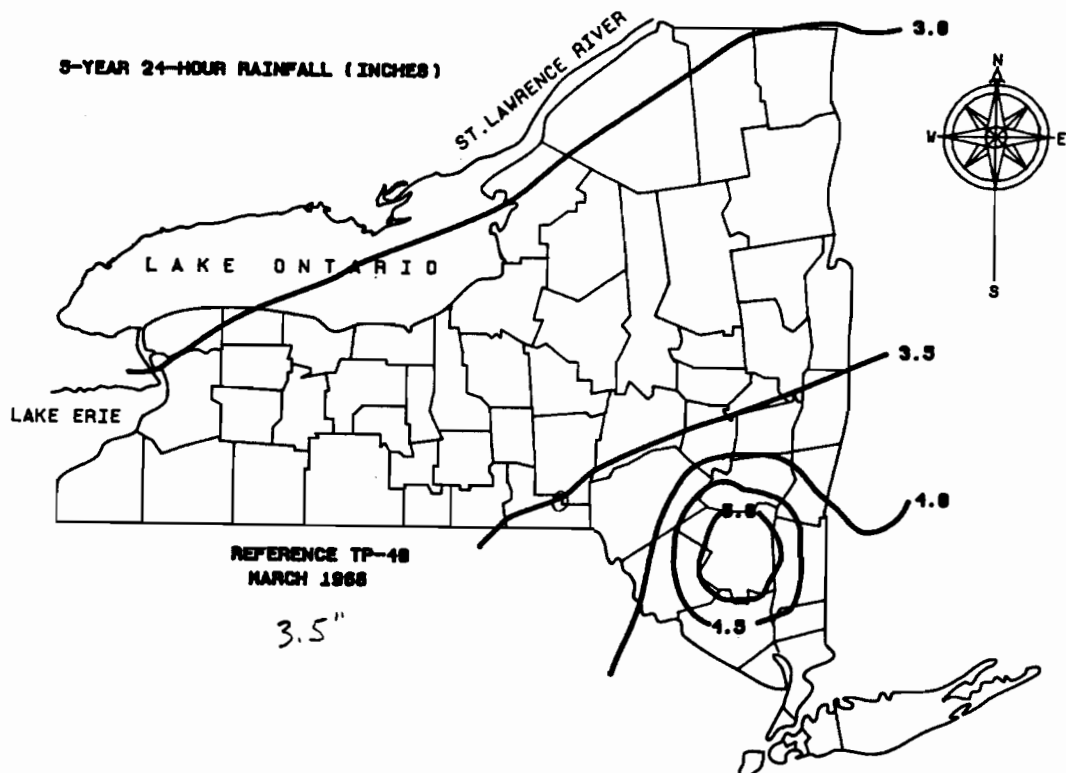 3.0
5-YEAR 24-HOUR RAINFALL (INCHES)
ST. LAWRENCE RIVER
N
W
E
S
LAKE ONTARIO
3.5
LAKE ERIE
4.0
5.0
REFERENCE TP-40
MARCH 1968
3.5"
4.5